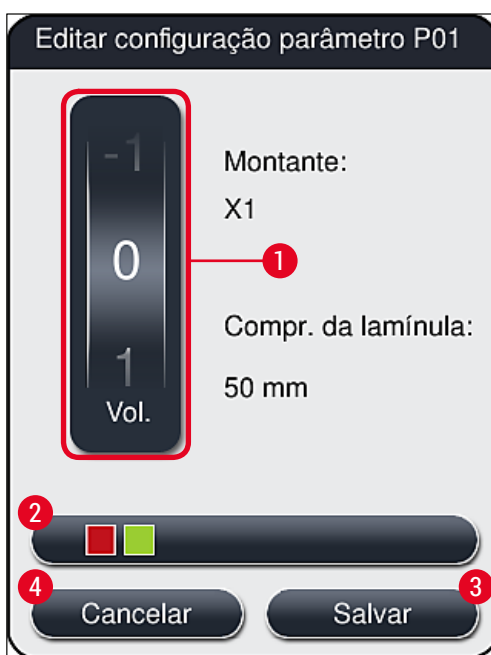 Editar configuração parâmetro P01
-1
0
1
Vol.
Montante:
X1
1
Compr. da lamínula:
50 mm
2
4
Cancelar
Salvar
3